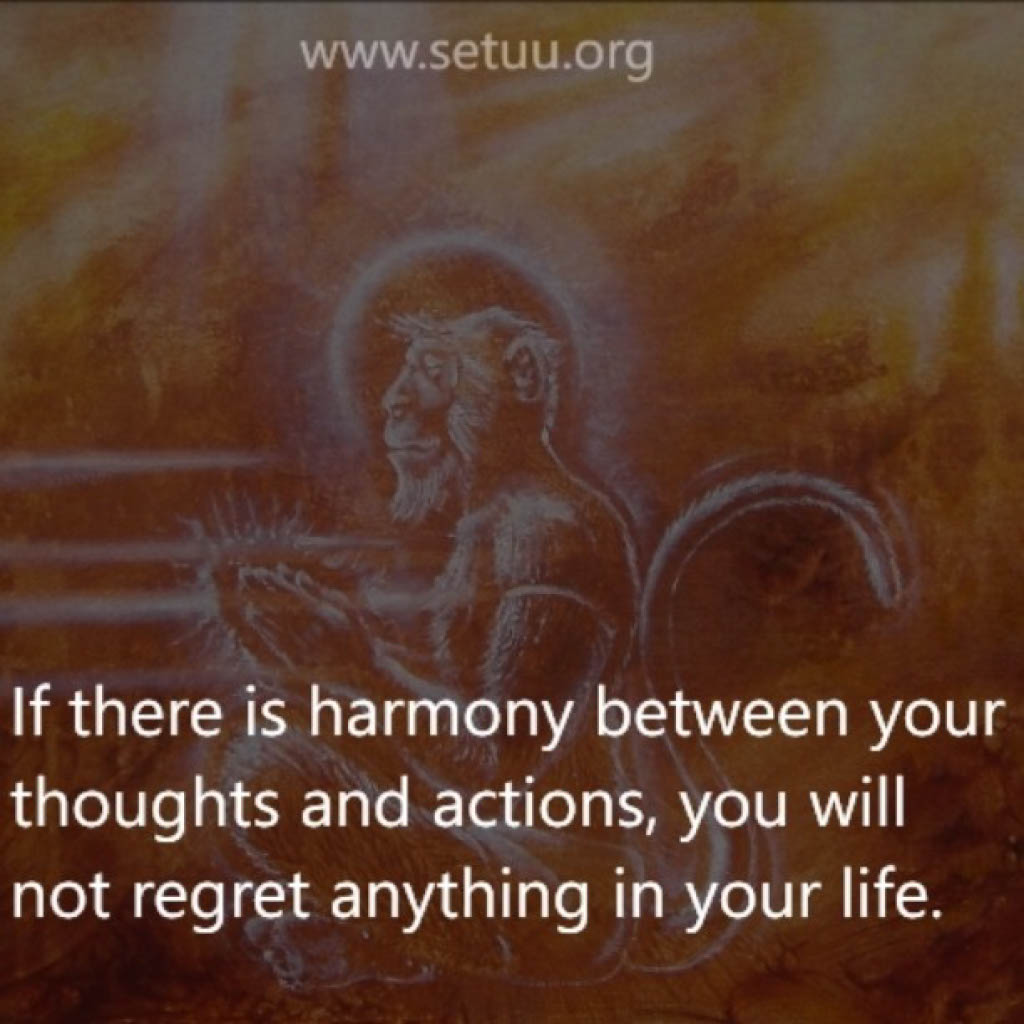 www.setuu.org
If there is harmony between your
thoughts and actions, you will
not regret anything in your life.